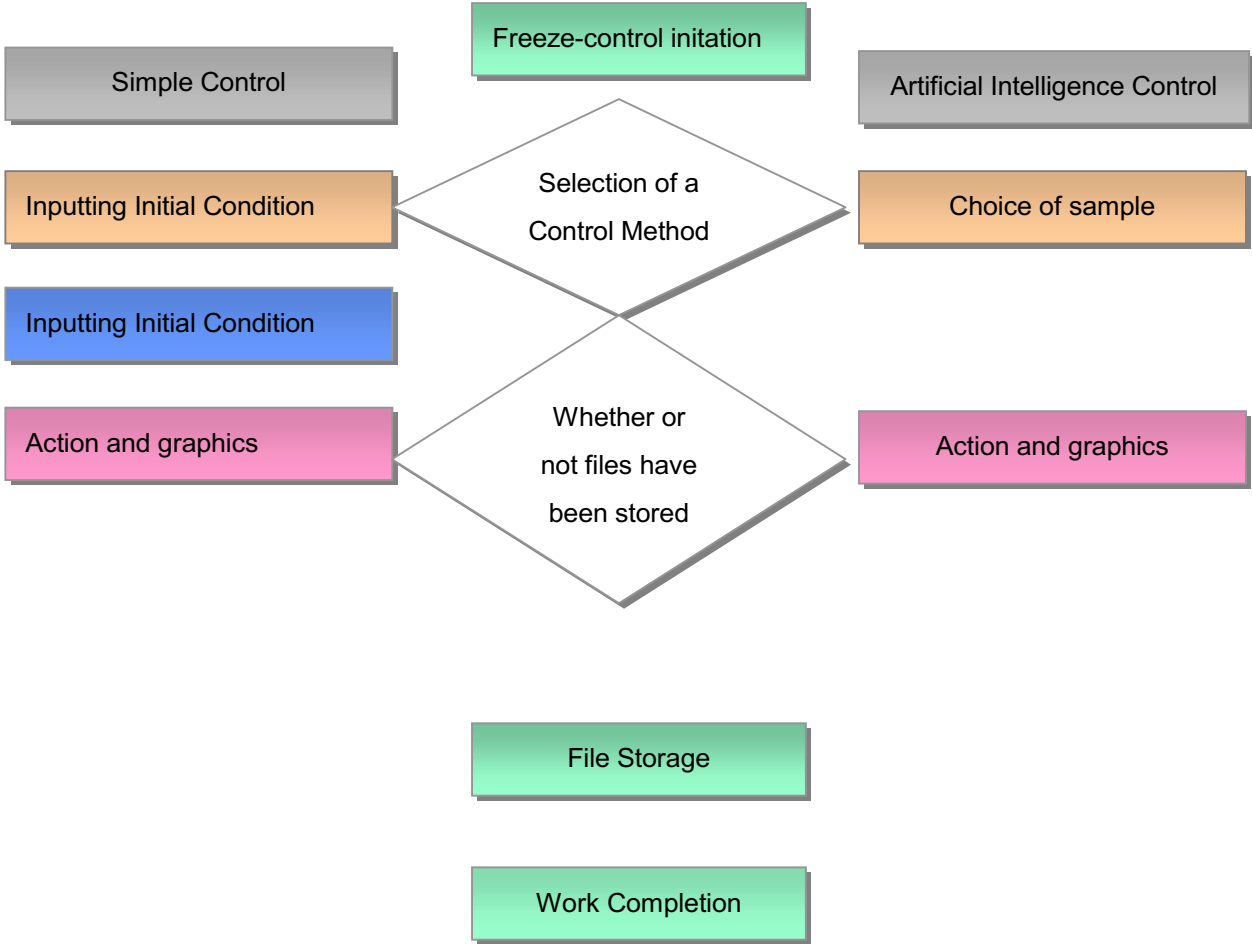 Freeze-control initation
Simple Control
Artificial Intelligence Control
Selection of a
Control Method
Inputting Initial Condition
Choice of sample
Inputting Initial Condition
Action and graphics
Whether or
not files have
been stored
Action and graphics
File Storage
Work Completion